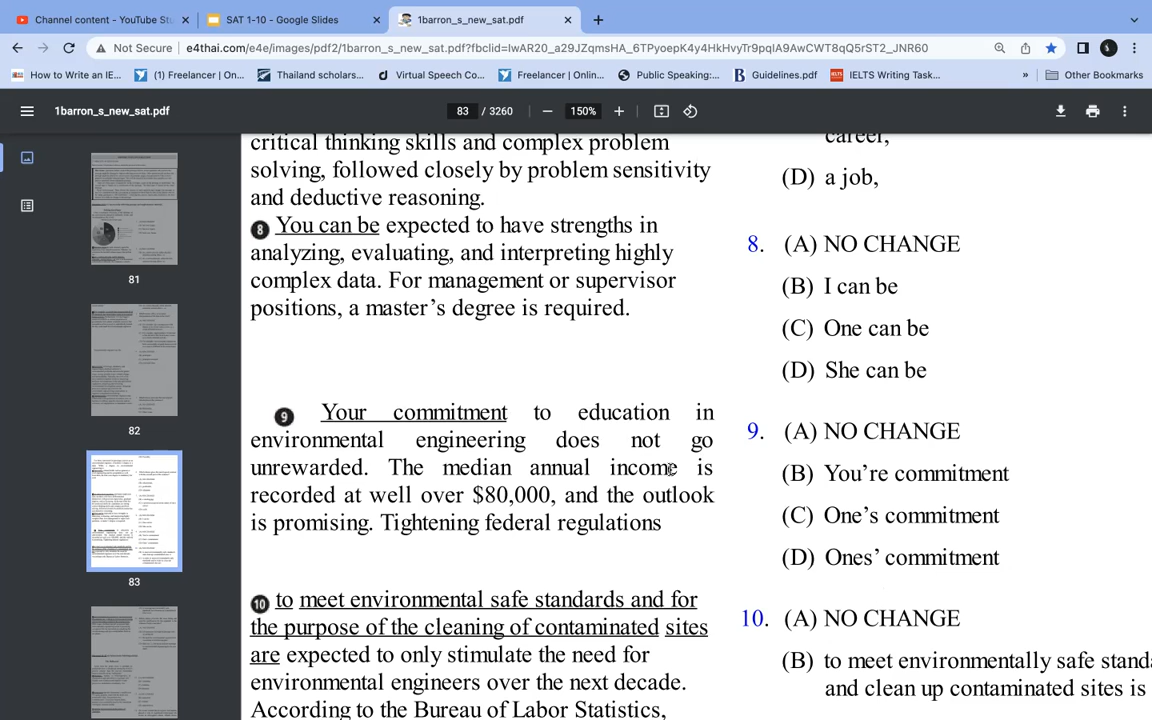 Channel content - YouTube Stu
SAT 1-10 - Google Slides
1barron_s_new_sat.pdf
Not Secure
e4thai.com/e4e/images/pdf2/1barron_s_new_sat.pdf?fbclid=IwAR20_a29JZqmsHA_6TPyoepK4y4HkHvyTr9pqIA9AwCWT8qQ5rST2_JNR60
How to Write an IE...
(1) Freelancer | On...
Thailand scholars...
Virtual Speech Co...
Freelancer | Onlin...
Public Speaking:...
Guidelines.pdf
IELTS Writing Task...
»
Other Bookmarks
1barron_s_new_sat.pdf
83 / 3260
150%
81
82
83
critical thinking skills and complex problem
solving, followed closely by problem sensitivity
and deductive reasoning.
8 You can be expected to have strengths in
analyzing, evaluating, and interpreting highly
complex data. For management or supervisor
positions, a master's degree is required.
9 Your commitment to education in
environmental engineering does not go
unrewarded. The median annual income is
recorded at well over $80,000, and the outlook
is promising. Tightening federal regulations
10 to meet environmental safe standards and for
the purpose of the cleaning of contaminated sites
are expected to only stimulate the need for
environmental engineers over the next decade.
According to the Bureau of Labor Statistics,
career,
(D) a job,
8. (A) NO CHANGE
(B) I can be
(C) One can be
(D) She can be
9. (A) NO CHANGE
(B) You're commitment
(C) One's commitment
(D) Ones' commitment
10. (A) NO CHANGE
(B) to meet environmentally safe standa
and clean up contaminated sites is